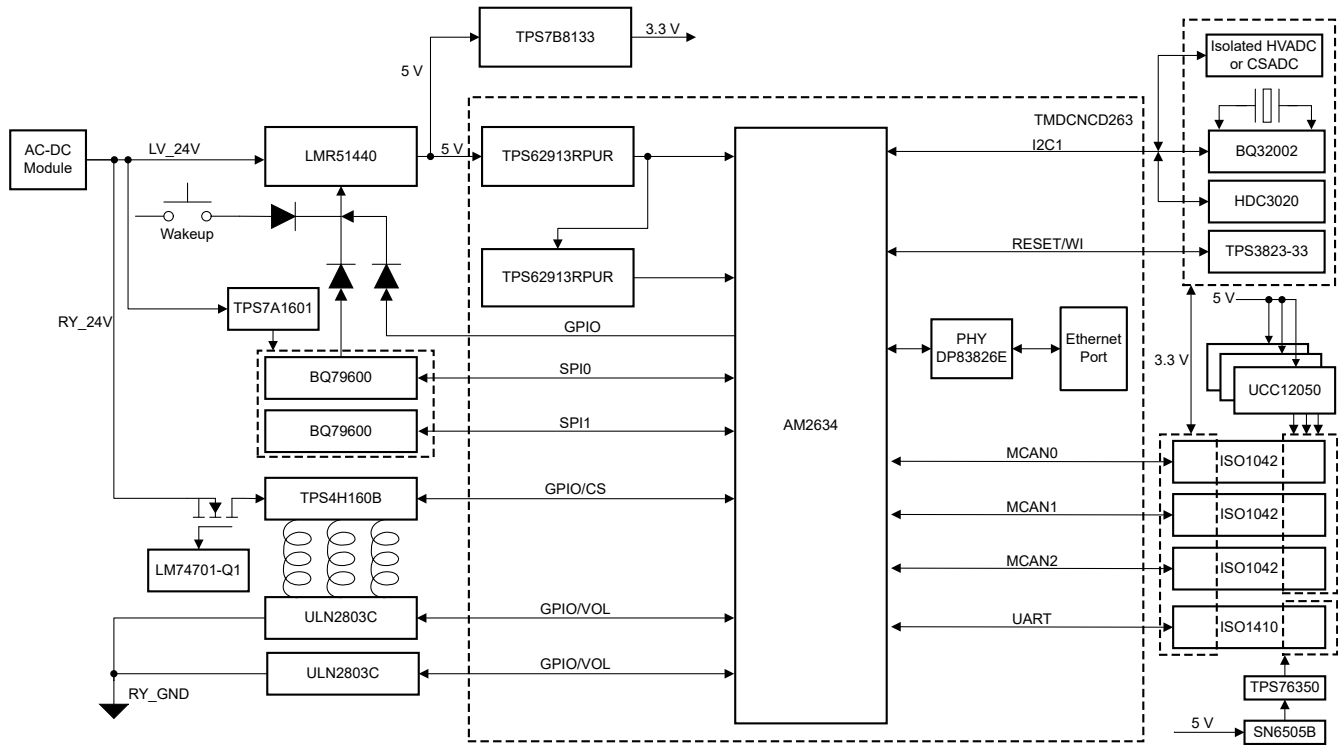 TPS7B8133
3.3 V
5 V
Isolated HVADC
or CSADC
TMDCNCD263
AC-DC
Module
LV_24V
LMR51440
5 V
TPS62913RPUR
I2C1
BQ32002
HDC3020
Wakeup
TPS62913RPUR
RESET/WI
TPS3823-33
RY_24V
TPS7A1601
GPIO
5 V
PHY
DP83826E
Ethernet
Port
3.3 V
BQ79600
SPI0
UCC12050
BQ79600
SPI1
AM2634
MCAN0
ISO1042
TPS4H160B
GPIO/CS
MCAN1
ISO1042
LM74701-Q1
MCAN2
ISO1042
ULN2803C
GPIO/VOL
UART
ISO1410
ULN2803C
GPIO/VOL
RY_GND
TPS76350
5 V
SN6505B